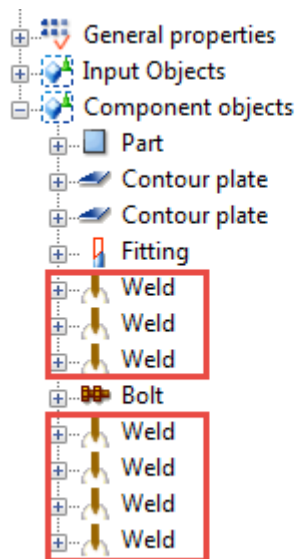 General properties
Input Objects
Component objects
Part
Contour plate
Contour plate
Fitting
Weld
Weld
Weld
Bolt
Weld
Weld
Weld
Weld